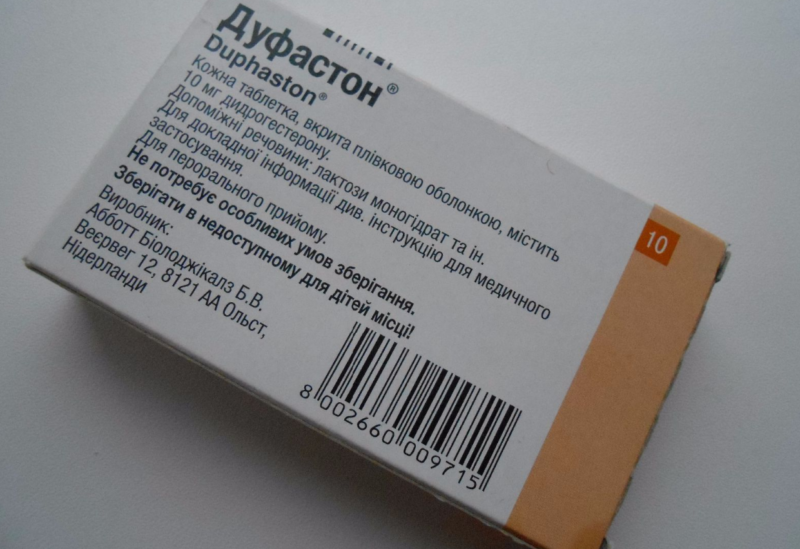 Дуфастон®
Duphaston®
Кожна таблетка, вкрита плівковою оболонкою, містить
10 мг дидрогестерону.
Допоміжні речовини: лактози моногідрат та ін.
Для докладної інформації див. інструкцію для медичного
застосування.
Для перорального прийому.
Не потребує особливих умов зберігання.
Зберігати в недоступному для дітей місці!
Виробник:
Абботт Біолоджікалз Б.В.
Веєрвег 12, 8121 АА Ольст,
Нідерланди
10
8 002660 009715